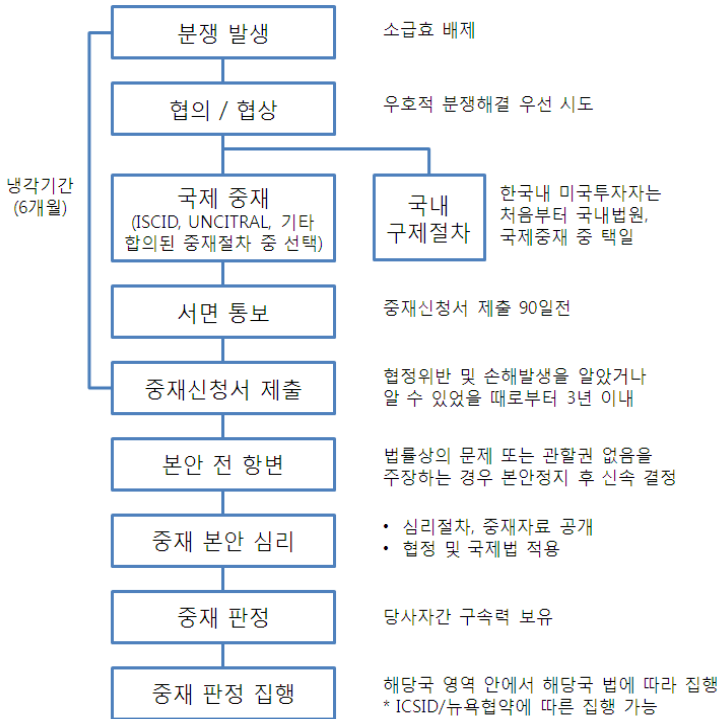 분쟁 발생
소급효 배제
협의 / 협상
우호적 분쟁해결 우선 시도
냉각기간
(6개월)
국제 중재
(ISCID, UNCITRAL, 기타
합의된 중재절차 중 선택)
국내
구제절차
한국내 미국투자자는
처음부터 국내법원,
국제중재 중 택일
서면 통보
중재신청서 제출 90일전
중재신청서 제출
협정위반 및 손해발생을 알았거나
알 수 있었을 때로부터 3년 이내
본안 전 항변
법률상의 문제 또는 관할권 없음을
주장하는 경우 본안정지 후 신속 결정
중재 본안 심리
• 심리절차, 중재자료 공개
• 협정 및 국제법 적용
중재 판정
당사자간 구속력 보유
중재 판정 집행
해당국 영역 안에서 해당국 법에 따라 집행
* ICSID/뉴욕협약에 따른 집행 가능